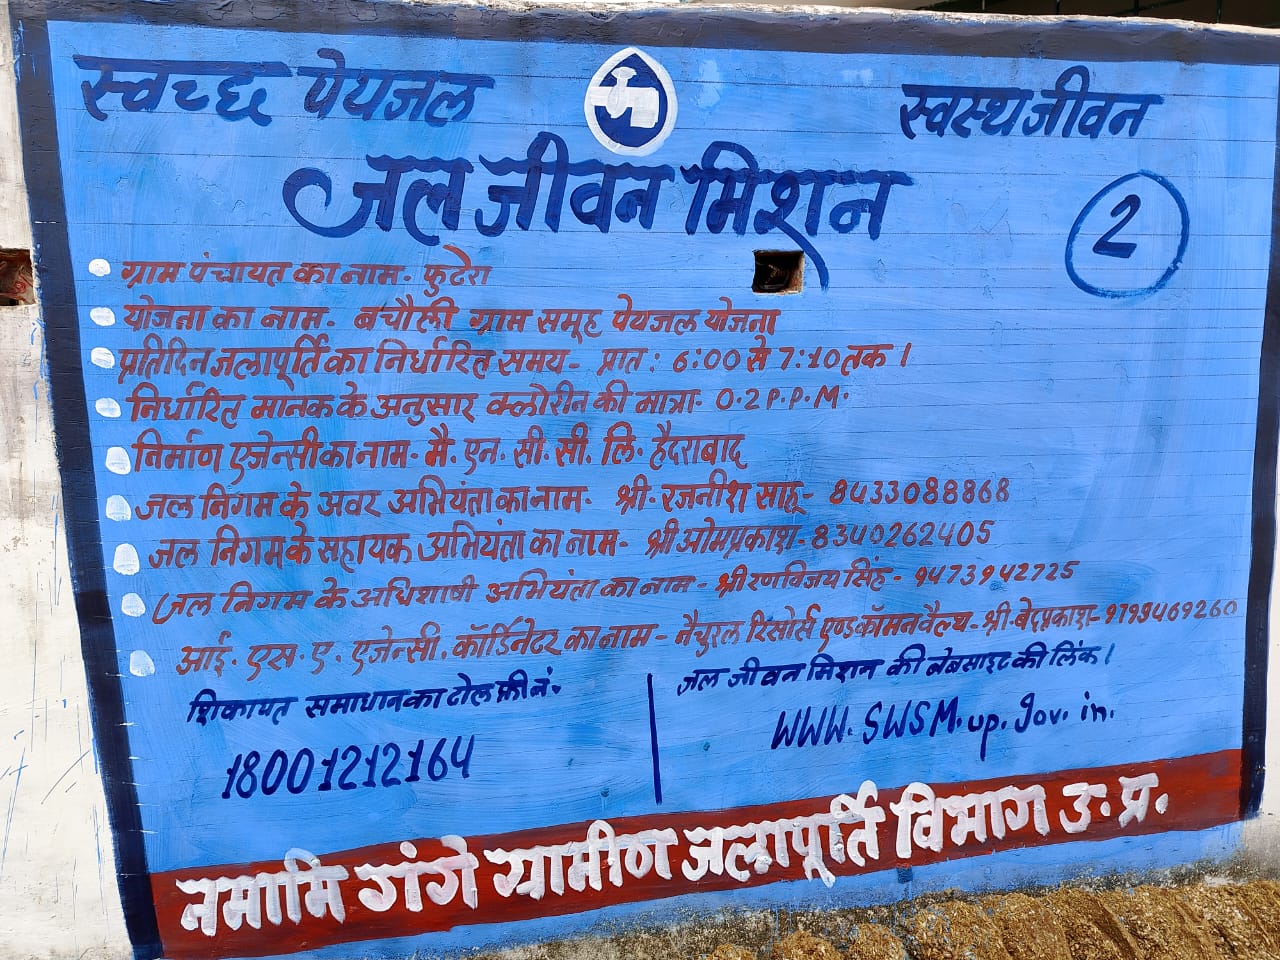 स्वच्छ पेयजल
स्वस्थ जीवन
जल जीवन मिशन
2
ग्राम पंचायत का नाम- फुटेरा
योजना का नाम- बचौली ग्राम समूह पेयजल योजना
प्रतिदिन जलापूर्ति का निर्धारित समय- प्रात: 6:00 से 7:10 तक।
निर्धारित मानक के अनुसार क्लोरीन की मात्रा- 0.2 P.P.M.
निर्माण एजेन्सी का नाम- मै. एन. सी. सी. लि. हैदराबाद
जल निगम के अवर अभियंता का नाम- श्री. रजनीश साहू- 8433088868
जल निगम के सहायक अभियंता का नाम- श्री ओमप्रकाश- 8340262405
जल निगम के अधिशाषी अभियंता का नाम- श्री रणविजय सिंह- 9473942725
आई. एस. ए. एजेन्सी. कॉर्डिनेटर का नाम- नैचुरल रिसोर्स एण्ड कॉमनवैल्थ- श्री. बेदप्रकाश- 9799469260
शिकायत समाधान का टोल फ्री नं.
18001212164
जल जीवन मिशन की बेबसाइट की लिंक।
WWW.SWSM.up.gov.in.
नमामि गंगे ग्रामीण जलापूर्ति विभाग उ.प्र.